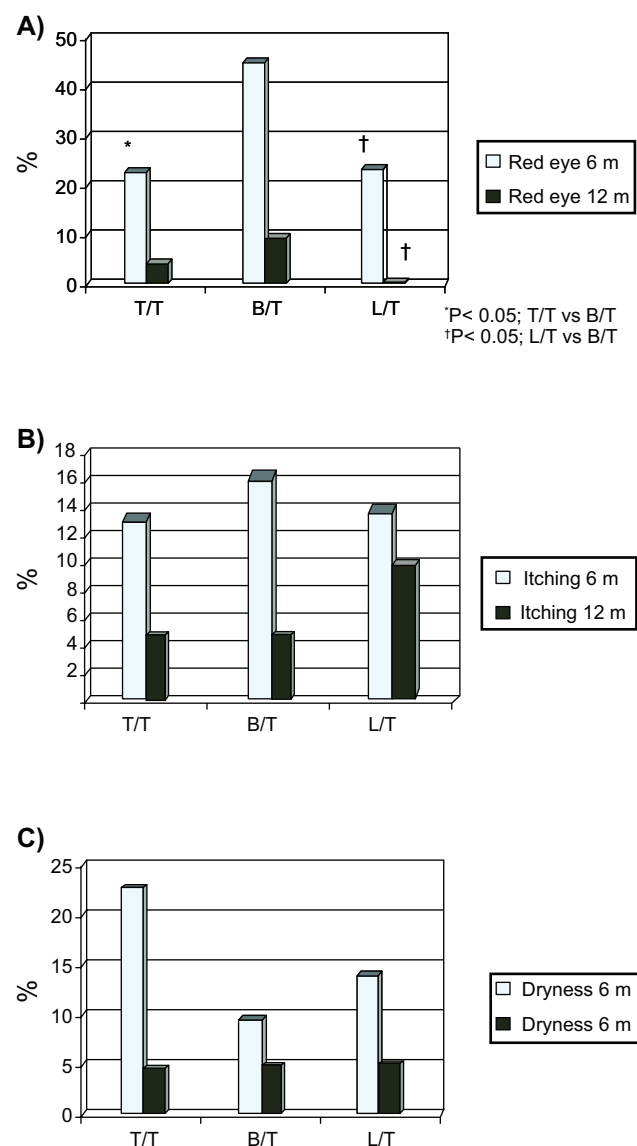 A)
50
40
30
20
10
0
%
*
†
†
T/T B/T L/T
Red eye 6 m
Red eye 12 m
*P< 0.05; T/T vs B/T
†P< 0.05; L/T vs B/T
B)
18
16
14
12
10
8
6
4
2
%
T/T B/T L/T
Itching 6 m
Itching 12 m
C)
25
20
15
10
5
0
%
T/T B/T L/T
Dryness 6 m
Dryness 6 m